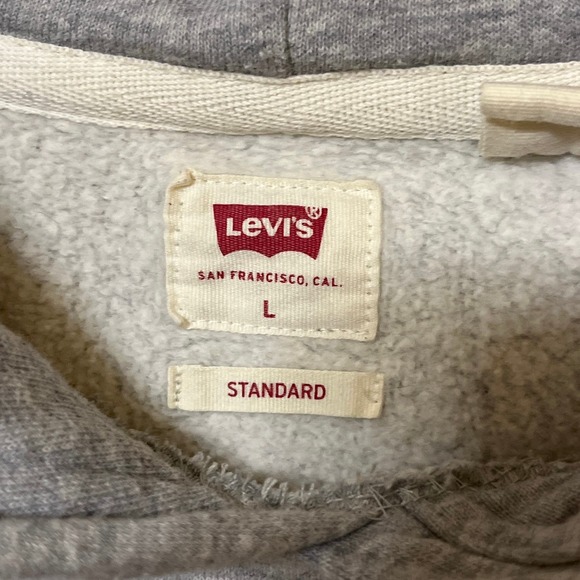 Levi's®
SAN FRANCISCO, CAL.
L
STANDARD